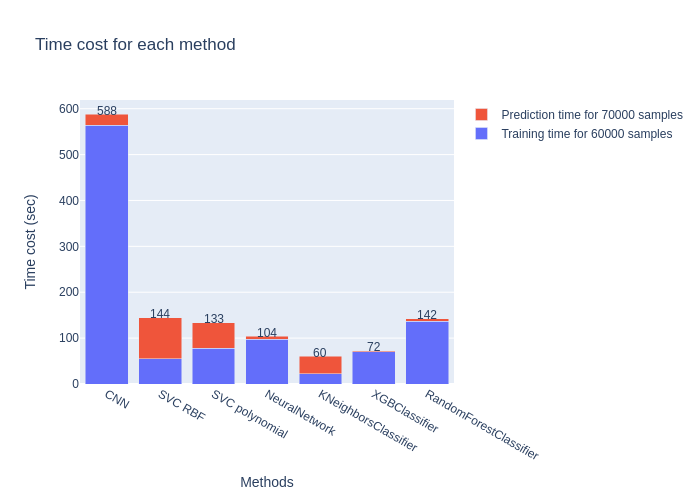 Time cost for each method
600
500
400
300
200
100
0
Time cost (sec)
588
144
133
104
60
72
142
CNN
SVC RBF
SVC polynomial
NeuralNetwork
KNeighborsClassifier
XGBClassifier
RandomForestClassifier
Methods
Prediction time for 70000 samples
Training time for 60000 samples